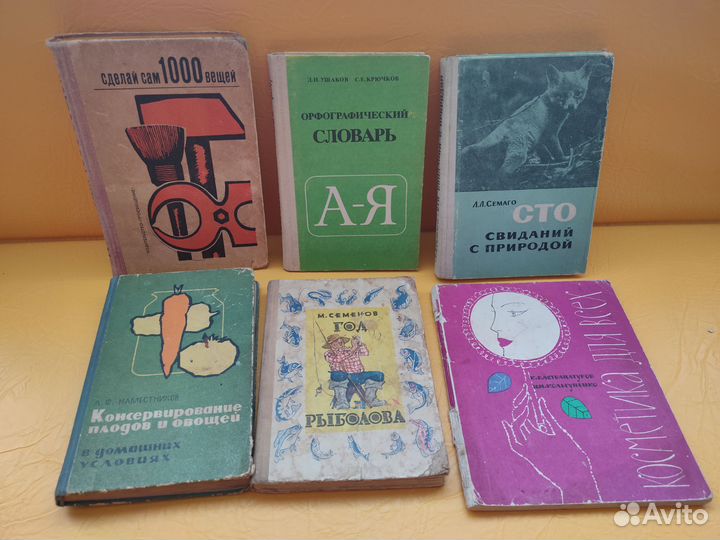 сделай сам 1000 вещей
Д.Н.УШАКОВ С.Е.КРЮЧКОВ
ОРФОГРАФИЧЕСКИЙ
СЛОВАРЬ
А-Я
Л.Л.СЕМАГО
СТО
СВИДАНИЙ
С ПРИРОДОЙ
А. Ф. НАМЕСТНИКОВ
Консервирование
плодов и овощей
в домашних
условиях
М. СЕМЕНОВ
ГОД
РЫБОЛОВА
КОСМЕТИКА ДЛЯ ВСЕХ
Avito